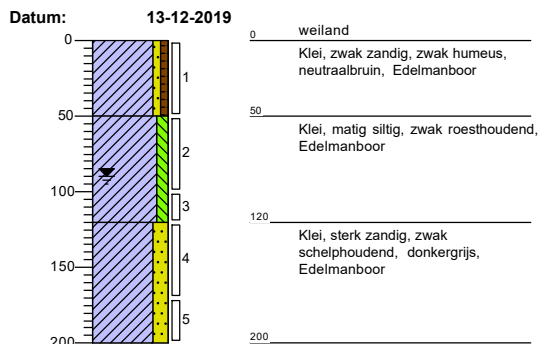 Datum: 13-12-2019
0
50
100
150
200
1
2
3
4
5
0 weiland
Klei, zwak zandig, zwak humeus,
neutraalbruin, Edelmanboor
50
Klei, matig siltig, zwak roesthoudend,
Edelmanboor
120
Klei, sterk zandig, zwak
schelphoudend, donkergrijs,
Edelmanboor
200